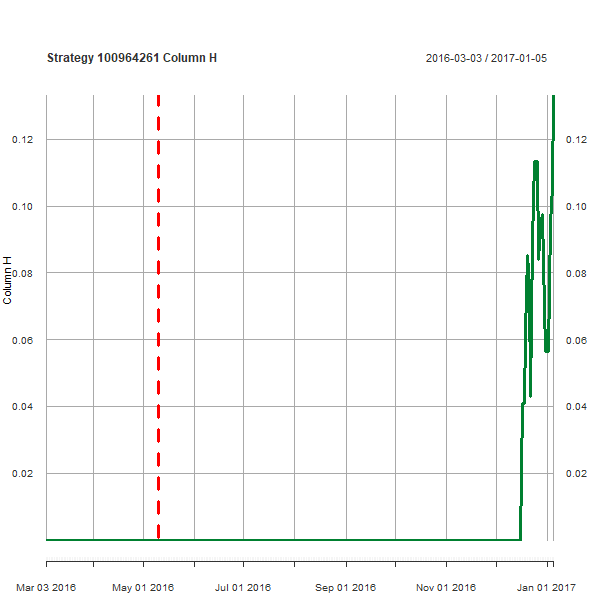 Strategy 100964261 Column H
2016-03-03 / 2017-01-05
Column H
0.12
0.10
0.08
0.06
0.04
0.02
0.12
0.10
0.08
0.06
0.04
0.02
Mar 03 2016
May 01 2016
Jul 01 2016
Sep 01 2016
Nov 01 2016
Jan 01 2017